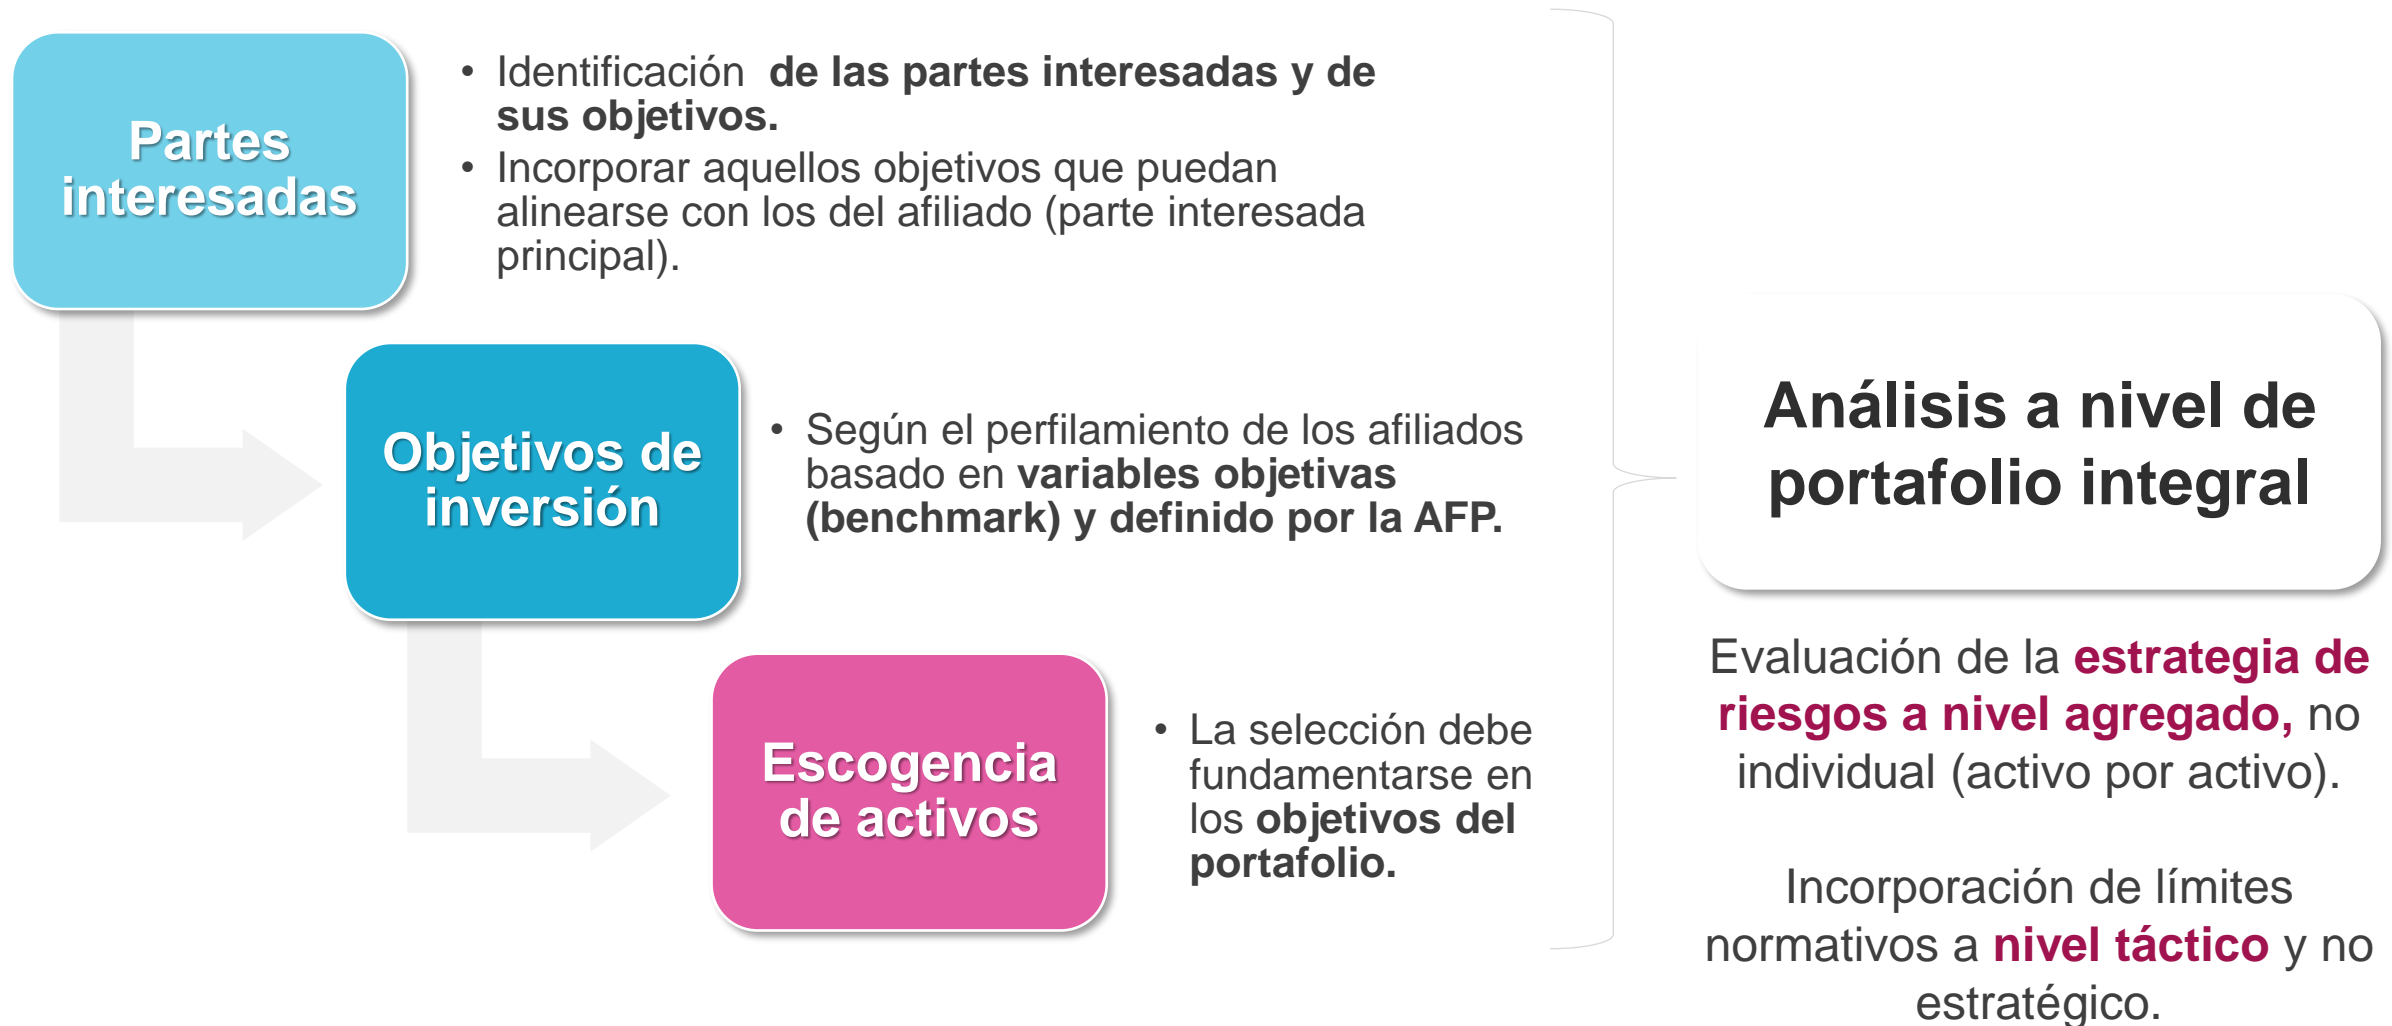 Partes
interesadas
• Identificación  de las partes interesadas y de
sus objetivos.
• Incorporar aquellos objetivos que puedan
alinearse con los del afiliado (parte interesada
principal).
Objetivos de
inversión
• Según el perfilamiento de los afiliados
basado en variables objetivas
(benchmark) y definido por la AFP.
Escogencia
de activos
• La selección debe
fundamentarse en
los objetivos del
portafolio.
Análisis a nivel de
portafolio integral
Evaluación de la estrategia de
riesgos a nivel agregado, no
individual (activo por activo).
Incorporación de límites
normativos a nivel táctico y no
estratégico.